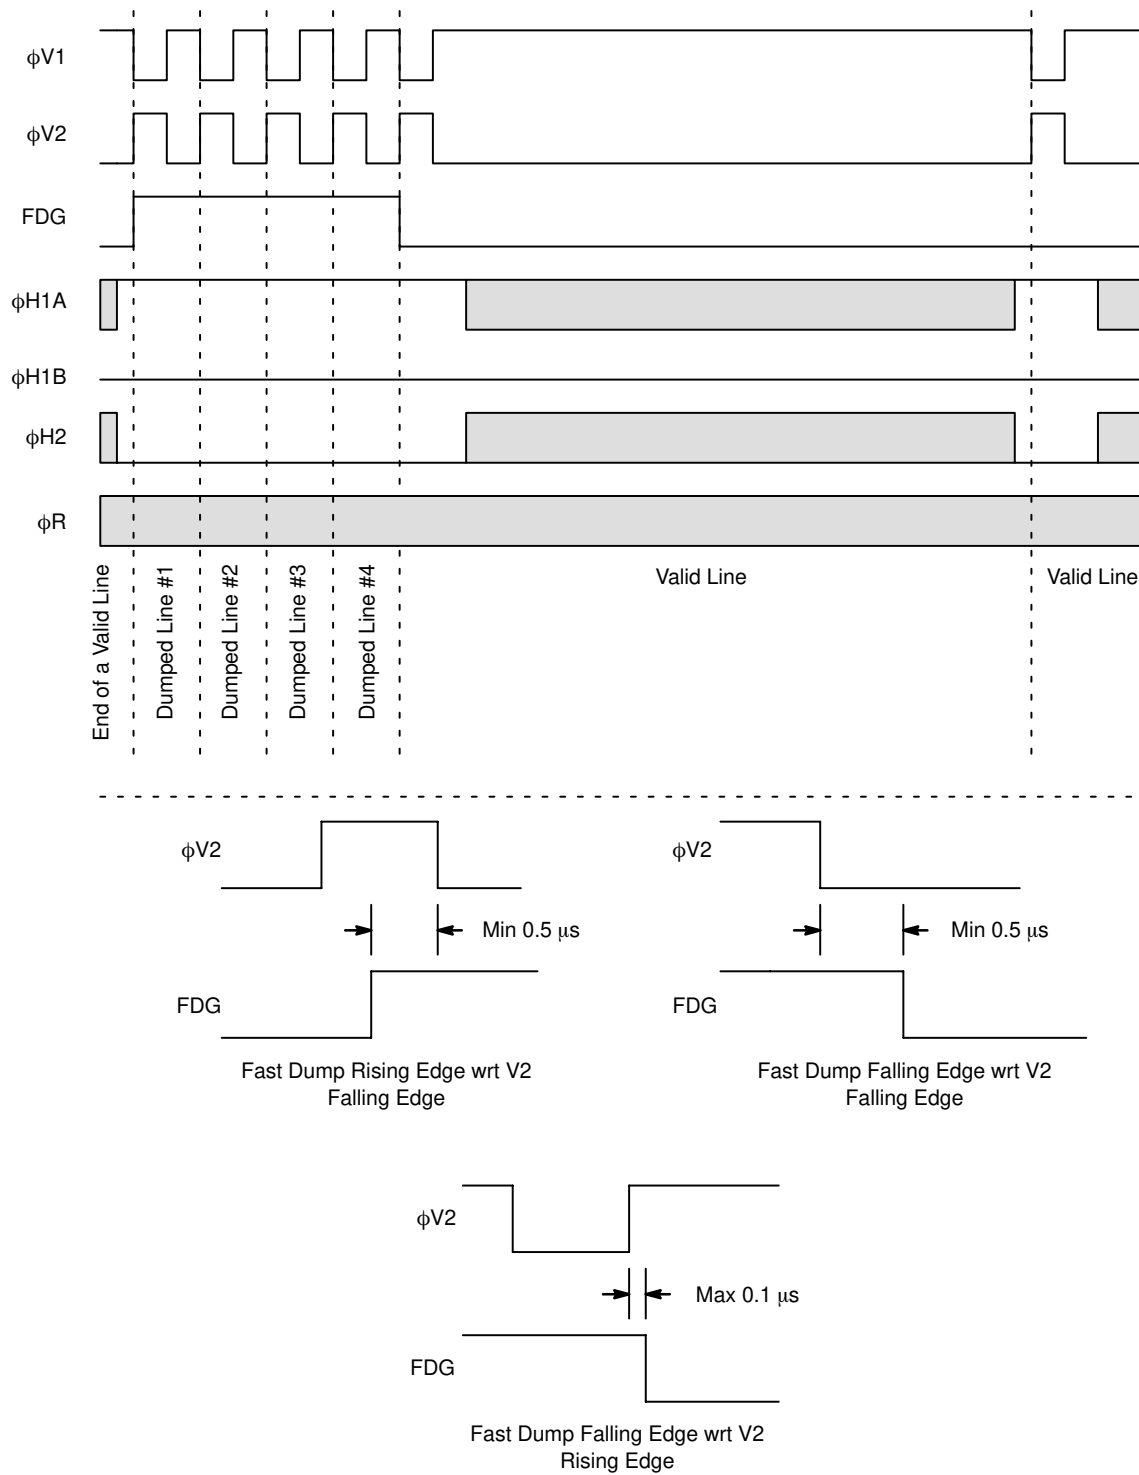 ϕV1
ϕV2
FDG
ϕH1A
ϕH1B
ϕH2
ϕR
End of a Valid Line
Dumped Line #1
Dumped Line #2
Dumped Line #3
Dumped Line #4
Valid Line
Valid Line
ϕV2
Min 0.5 μs
FDG
Fast Dump Rising Edge wrt V2
Falling Edge
ϕV2
Min 0.5 μs
FDG
Fast Dump Falling Edge wrt V2
Falling Edge
ϕV2
Max 0.1 μs
FDG
Fast Dump Falling Edge wrt V2
Rising Edge